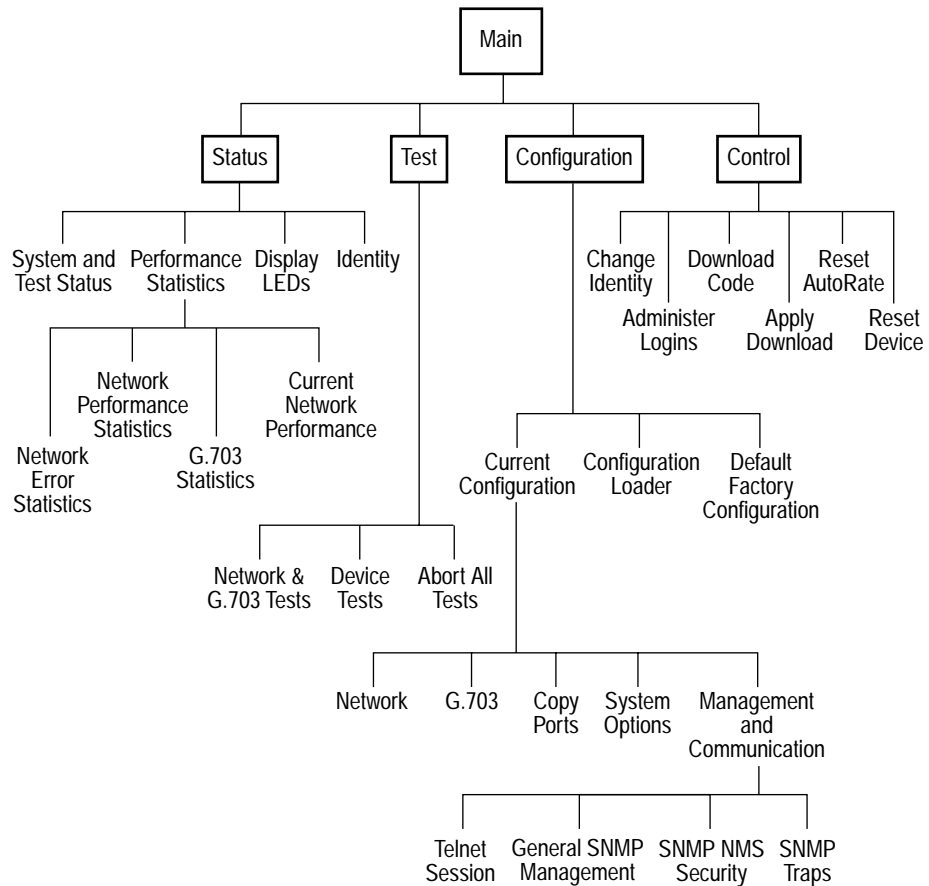 Main
Status
Test
Configuration
Control
System and
Test Status
Performance
Statistics
Display
LEDs
Identity
Change
Identity
Administer
Logins
Download
Code
Apply
Download
Reset
AutoRate
Reset
Device
Network
Error
Statistics
Network
Performance
Statistics
G.703
Statistics
Current
Network
Performance
Current
Configuration
Configuration
Loader
Default
Factory
Configuration
Network &
G.703 Tests
Device
Tests
Abort All
Tests
Network
G.703
Copy
Ports
System
Options
Management
and
Communication
Telnet
Session
General SNMP
Management
SNMP NMS
Security
SNMP
Traps